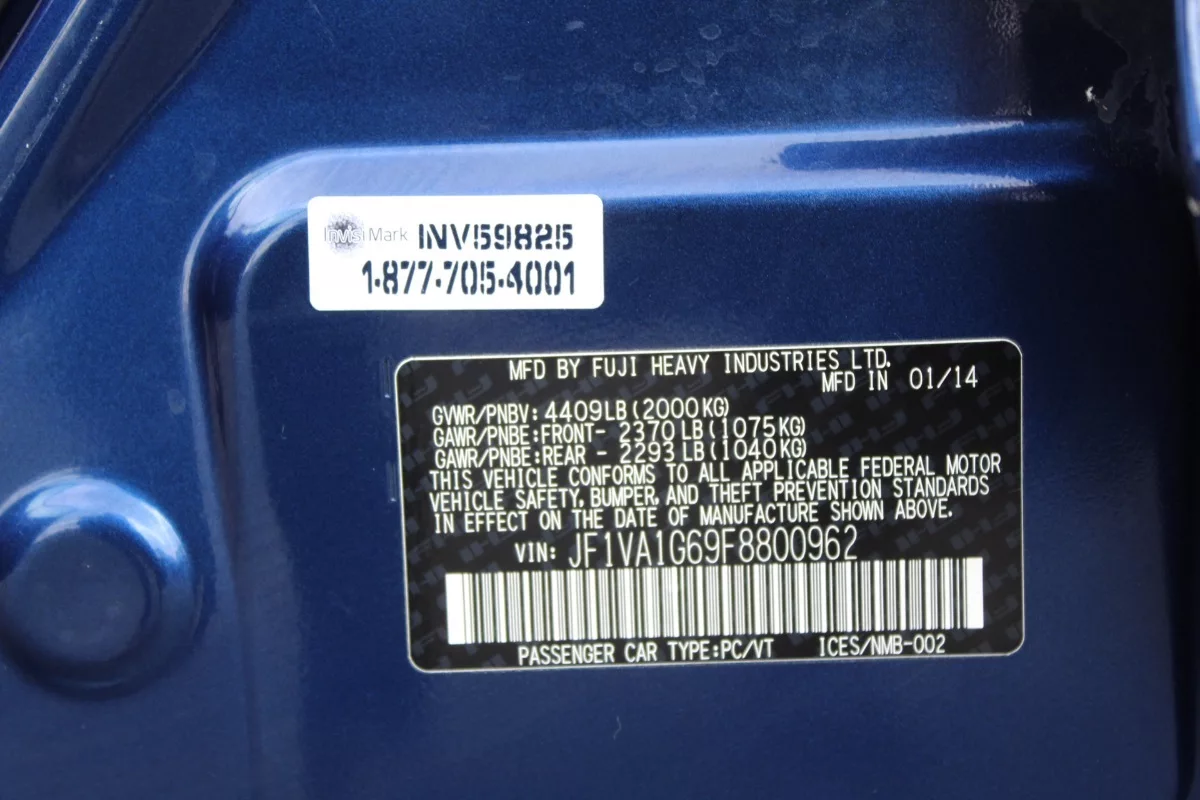 InvisiMark INV59825
1-877-705-4001
MFD BY FUJI HEAVY INDUSTRIES LTD.
MFD IN 01/14
GVWR/PNBV: 4409LB(2000KG)
GAWR/PNBE:FRONT- 2370LB(1075KG)
GAWR/PNBE:REAR - 2293LB(1040KG)
THIS VEHICLE CONFORMS TO ALL APPLICABLE FEDERAL MOTOR
VEHICLE SAFETY, BUMPER, AND THEFT PREVENTION STANDARDS
IN EFFECT ON THE DATE OF MANUFACTURE SHOWN ABOVE.
VIN: JF1VA1G69F8800962
PASSENGER CAR TYPE:PC/VT ICES/NMB-002